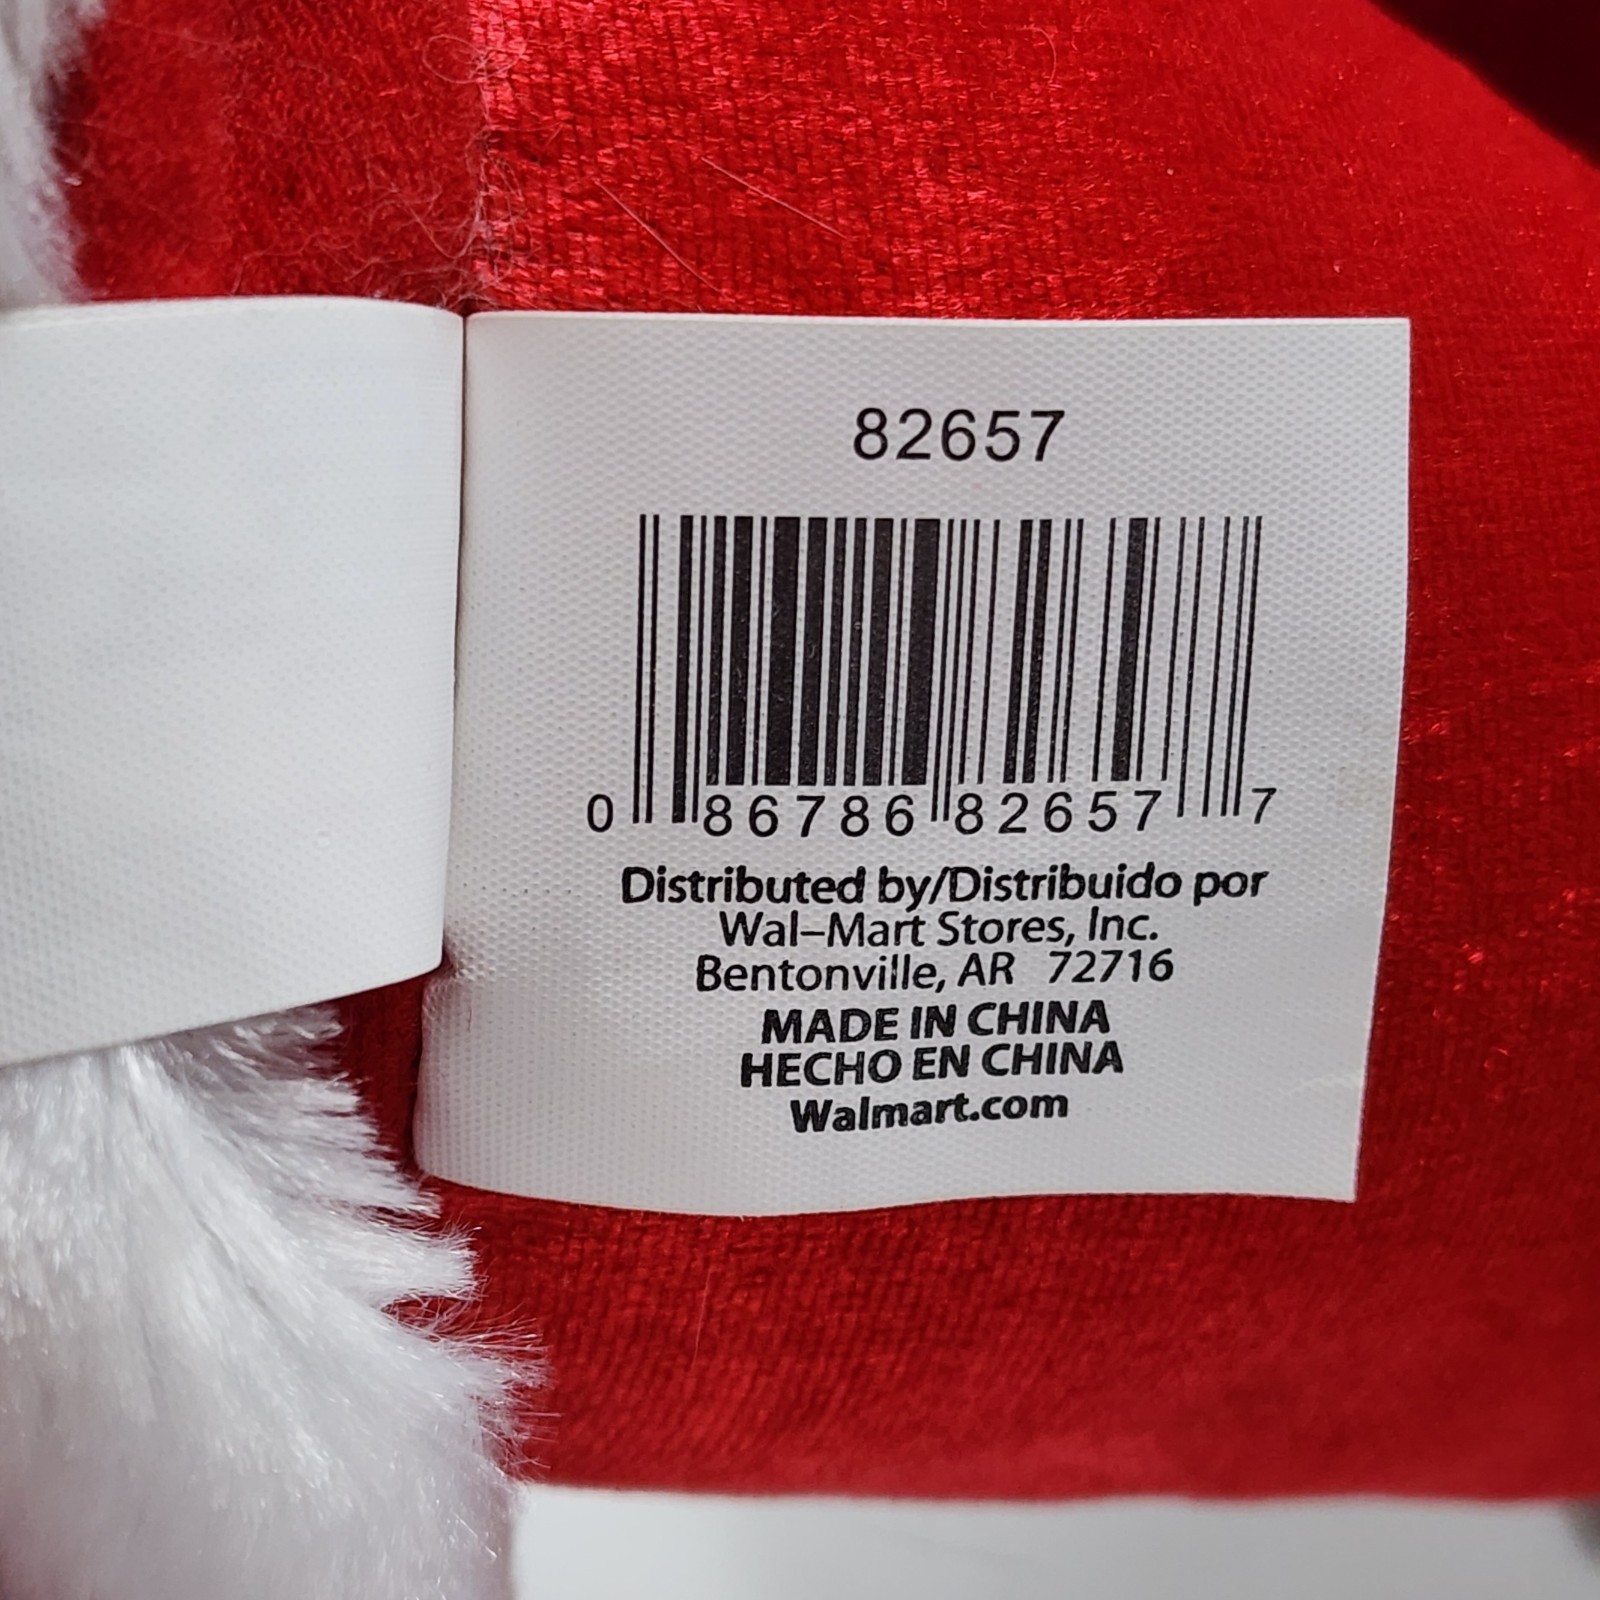 82657
0 86786 82657 7
Distributed by/Distribuido por
Wal–Mart Stores, Inc.
Bentonville, AR 72716
MADE IN CHINA
HECHO EN CHINA
Walmart.com